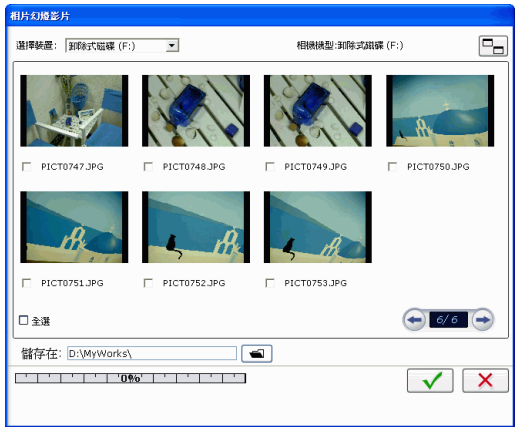 相片幻燈影片
選擇裝置: 卸除式磁碟 (F:) 相機機型:卸除式磁碟 (F:)
PICT0747.JPG PICT0748.JPG PICT0749.JPG PICT0750.JPG
PICT0751.JPG PICT0752.JPG PICT0753.JPG
全選
6/6
儲存在: D:\MyWorks\
0%